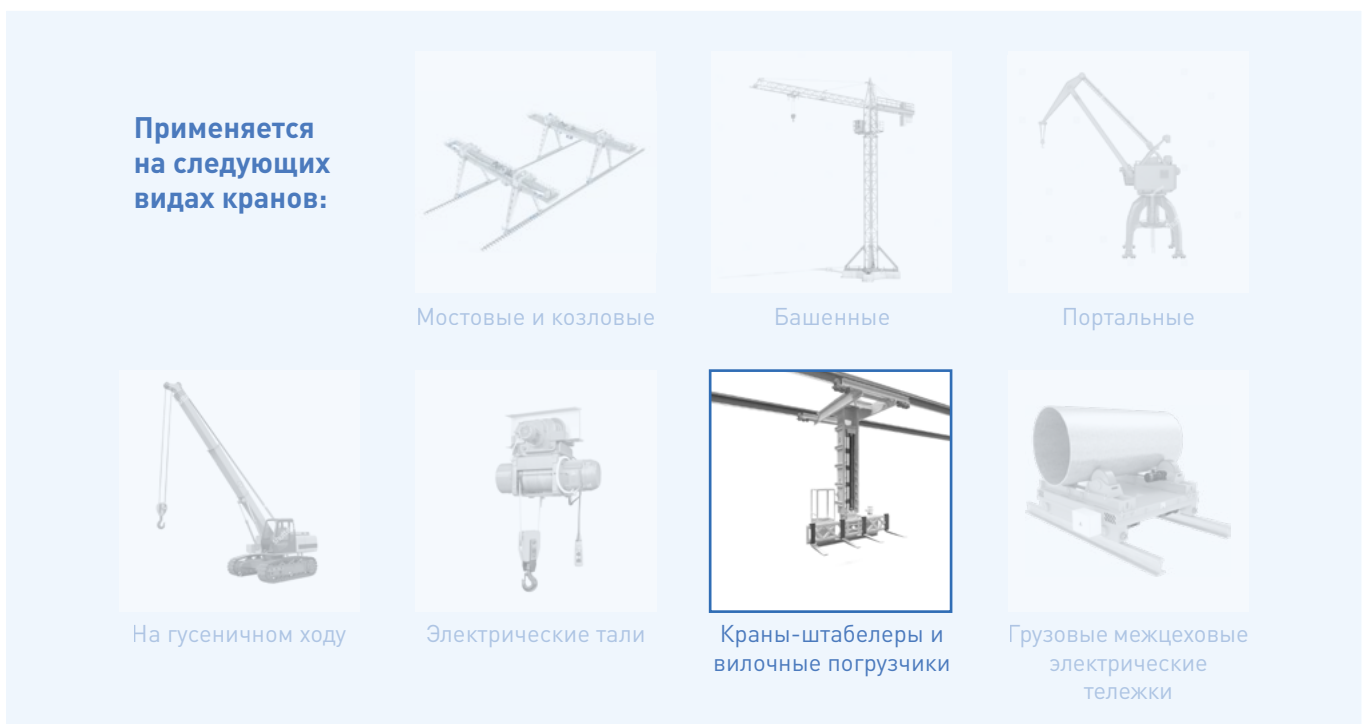 Применяется
на следующих
видах кранов:
Мостовые и козловые
Башенные
Портальные
На гусеничном ходу
Электрические тали
Краны-штабелеры и
вилочные погрузчики
Грузовые межцеховые
электрические
тележки